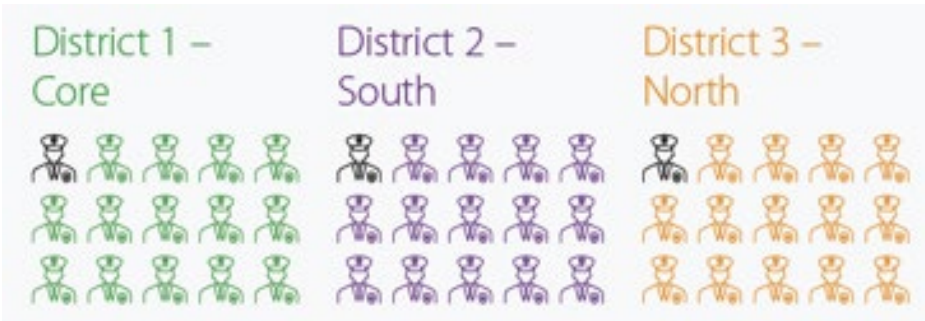 District 1 –
Core
District 2 –
South
District 3 –
North